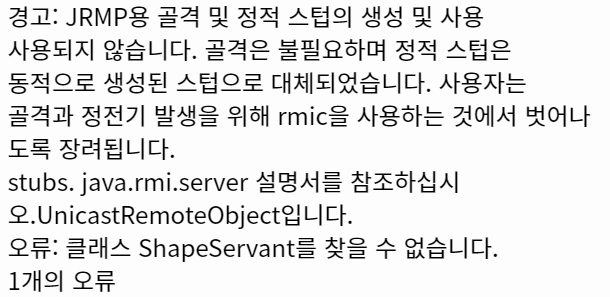 경고: JRMP용 골격 및 정적 스텁의 생성 및 사용
사용되지 않습니다. 골격은 불필요하며 정적 스텁은
동적으로 생성된 스텁으로 대체되었습니다. 사용자는
골격과 정전기 발생을 위해 rmic을 사용하는 것에서 벗어나
도록 장려됩니다.
stubs. java.rmi.server 설명서를 참조하십시
오.UnicastRemoteObject입니다.
오류: 클래스 ShapeServant를 찾을 수 없습니다.
1개의 오류